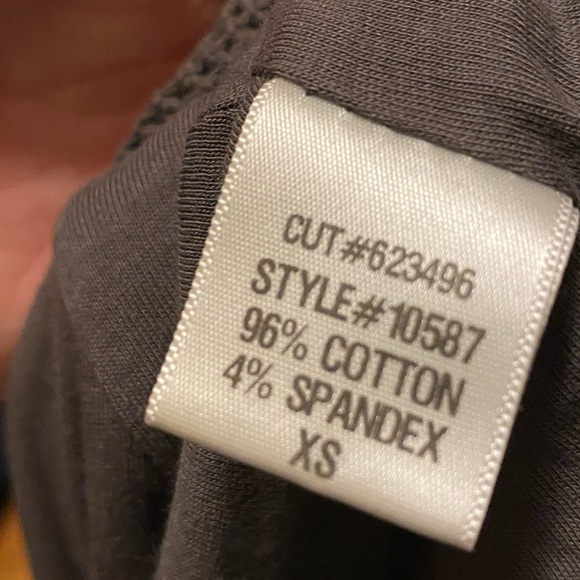 CUT#623496
STYLE#10587
96% COTTON
4% SPANDEX
XS